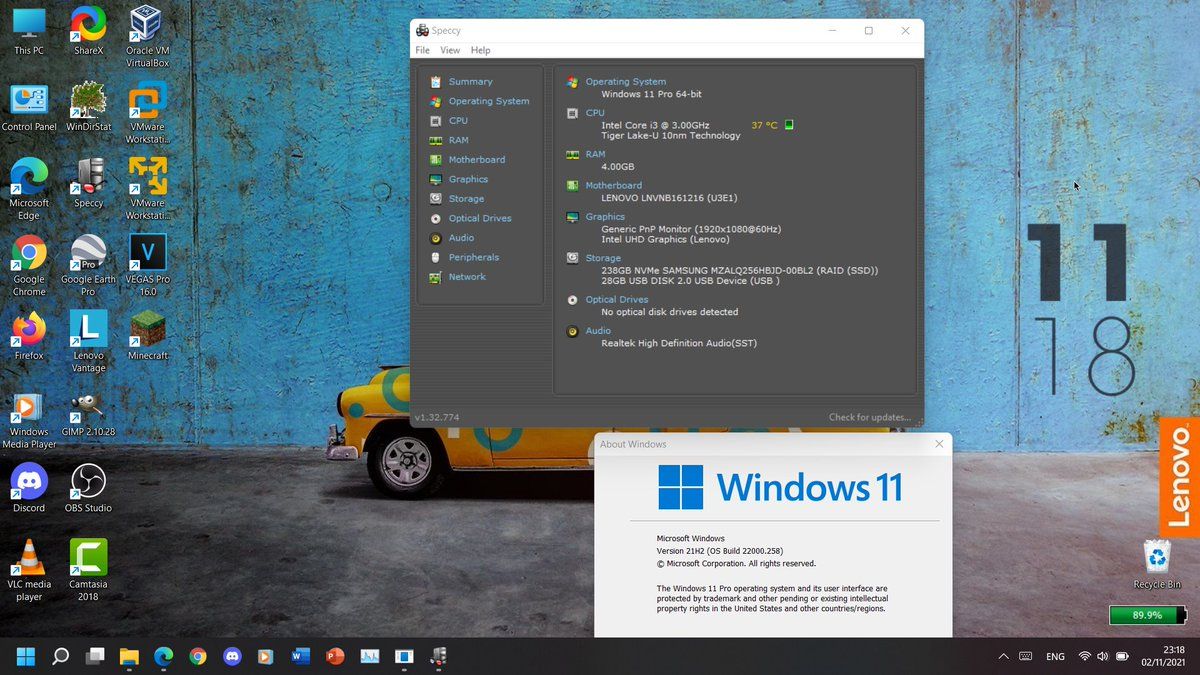 This PC
ShareX
Oracle VM
VirtualBox
Control Panel
WinDirStat
VMware
Workstati...
Microsoft
Edge
Speccy
VMware
Workstati...
Google
Chrome
Pro
Google Earth
Pro
V
VEGAS Pro
16.0
Firefox
L
Lenovo
Vantage
Minecraft
Windows
Media Player
GIMP 2.10.28
Discord
OBS Studio
VLC media
player
Camtasia
2018
Speccy
File View Help
Summary
Operating System
CPU
RAM
Motherboard
Graphics
Storage
Optical Drives
Audio
Peripherals
Network
Operating System
Windows 11 Pro 64-bit
CPU
Intel Core i3 @ 3.00GHz 37 °C
Tiger Lake-U 10nm Technology
RAM
4.00GB
Motherboard
LENOVO LNVNB161216 (U3E1)
Graphics
Generic PnP Monitor (1920x1080@60Hz)
Intel UHD Graphics (Lenovo)
Storage
238GB NVMe SAMSUNG MZALQ256HBJD-00BL2 (RAID (SSD))
28GB USB DISK 2.0 USB Device (USB )
Optical Drives
No optical disk drives detected
Audio
Realtek High Definition Audio(SST)
v1.32.774 Check for updates...
About Windows
Windows 11
Microsoft Windows
Version 21H2 (OS Build 22000.258)
© Microsoft Corporation. All rights reserved.
The Windows 11 Pro operating system and its user interface are
protected by trademark and other pending or existing intellectual
property rights in the United States and other countries/regions.
11
18
Lenovo
Recycle Bin
89.9%
ENG
23:18
02/11/2021